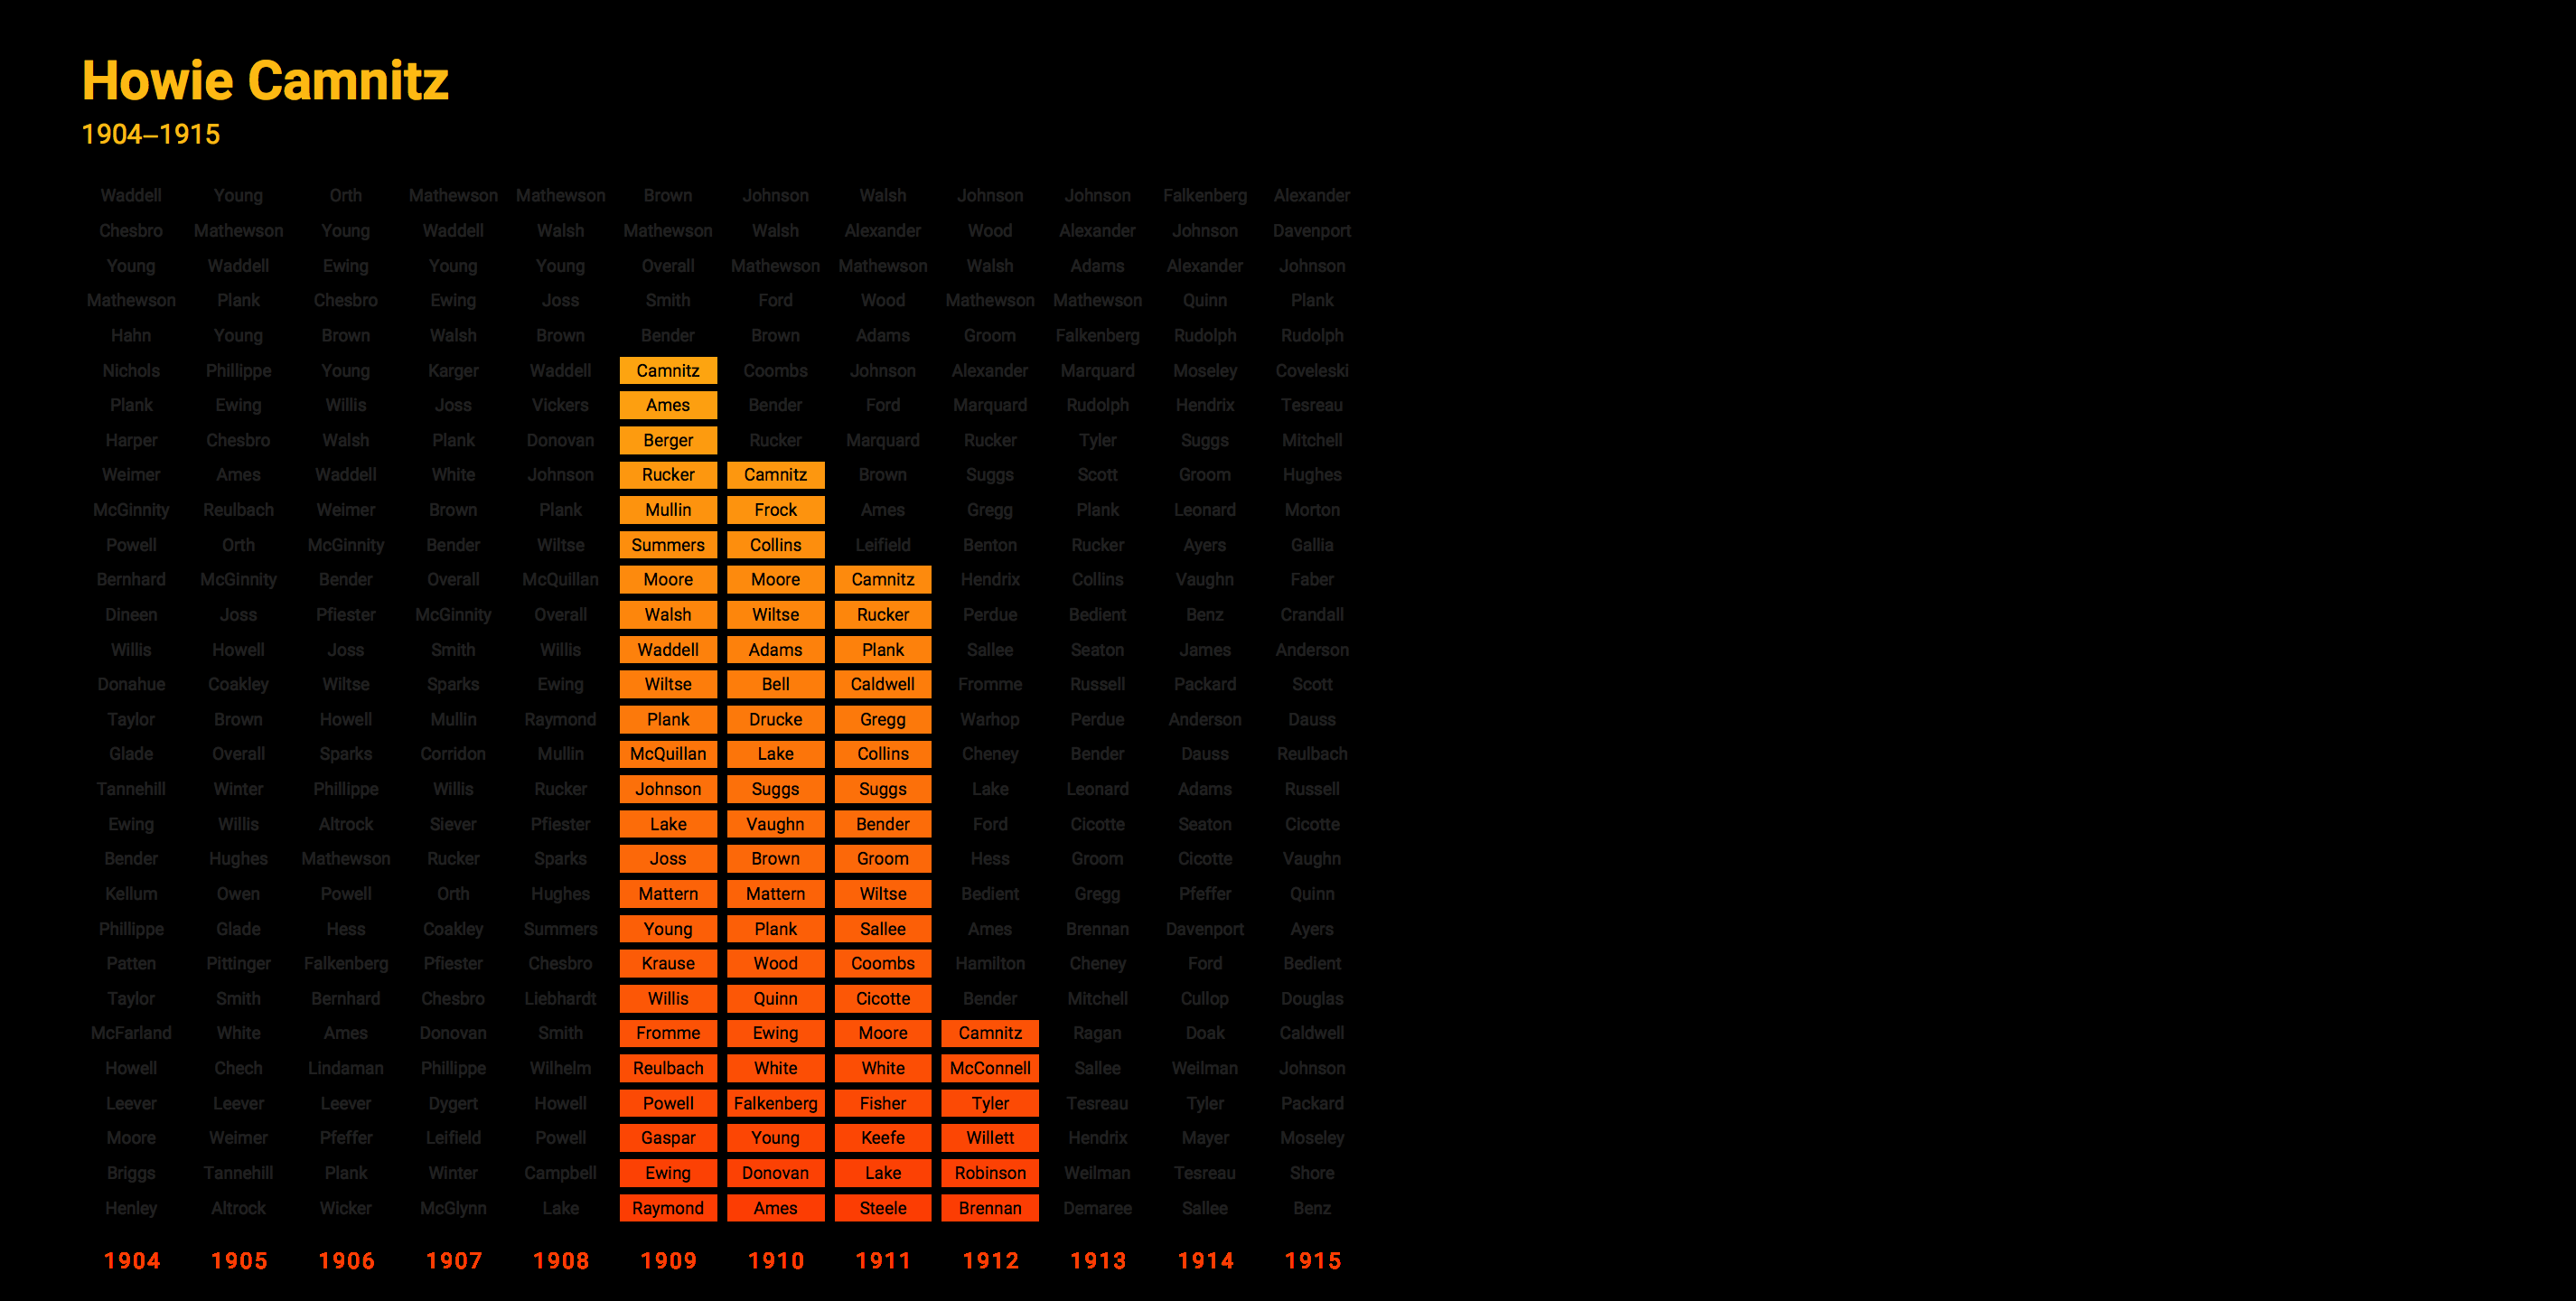 Howie Camnitz
1904–1915
Waddell Young Orth Mathewson Mathewson Brown Johnson Walsh Johnson Johnson Falkenberg Alexander
Chesbro Mathewson Young Waddell Walsh Mathewson Walsh Alexander Wood Alexander Johnson Davenport
Young Waddell Ewing Young Young Overall Mathewson Mathewson Walsh Adams Alexander Johnson
Mathewson Plank Chesbro Ewing Joss Smith Ford Wood Mathewson Mathewson Quinn Plank
Hahn Young Brown Walsh Brown Bender Brown Adams Groom Falkenberg Rudolph Rudolph
Nichols Phillippe Young Karger Waddell Camnitz Coombs Johnson Alexander Marquard Moseley Coveleski
Plank Ewing Willis Joss Vickers Ames Bender Ford Marquard Rudolph Hendrix Tesreau
Harper Chesbro Walsh Plank Donovan Berger Rucker Marquard Rucker Tyler Suggs Mitchell
Weimer Ames Waddell White Johnson Rucker Camnitz Brown Suggs Scott Groom Hughes
McGinnity Reulbach Weimer Brown Plank Mullin Frock Ames Gregg Plank Leonard Morton
Powell Orth McGinnity Bender Wiltse Summers Collins Leifield Benton Rucker Ayers Gallia
Bernhard McGinnity Bender Overall McQuillan Moore Moore Camnitz Hendrix Collins Vaughn Faber
Dineen Joss Pfiester McGinnity Overall Walsh Wiltse Rucker Perdue Bedient Benz Crandall
Willis Howell Joss Smith Willis Waddell Adams Plank Sallee Seaton James Anderson
Donahue Coakley Wiltse Sparks Ewing Wiltse Bell Caldwell Fromme Russell Packard Scott
Taylor Brown Howell Mullin Raymond Plank Drucke Gregg Warhop Perdue Anderson Dauss
Glade Overall Sparks Corridon Mullin McQuillan Lake Collins Cheney Bender Dauss Reulbach
Tannehill Winter Phillippe Willis Rucker Johnson Suggs Suggs Lake Leonard Adams Russell
Ewing Willis Altrock Siever Pfiester Lake Vaughn Bender Ford Cicotte Seaton Cicotte
Bender Hughes Mathewson Rucker Sparks Joss Brown Groom Hess Groom Cicotte Vaughn
Kellum Owen Powell Orth Hughes Mattern Mattern Wiltse Bedient Gregg Pfeffer Quinn
Phillippe Glade Hess Coakley Summers Young Plank Sallee Ames Brennan Davenport Ayers
Patten Pittinger Falkenberg Pfiester Chesbro Krause Wood Coombs Hamilton Cheney Ford Bedient
Taylor Smith Bernhard Chesbro Liebhardt Willis Quinn Cicotte Bender Mitchell Cullop Douglas
McFarland White Ames Donovan Smith Fromme Ewing Moore Camnitz Ragan Doak Caldwell
Howell Chech Lindaman Phillippe Wilhelm Reulbach White White McConnell Sallee Weilman Johnson
Leever Leever Leever Dygert Howell Powell Falkenberg Fisher Tyler Tesreau Tyler Packard
Moore Weimer Pfeffer Leifield Powell Gaspar Young Keefe Willett Hendrix Mayer Moseley
Briggs Tannehill Plank Winter Campbell Ewing Donovan Lake Robinson Weilman Tesreau Shore
Henley Altrock Wicker McGlynn Lake Raymond Ames Steele Brennan Demaree Sallee Benz
1904 1905 1906 1907 1908 1909 1910 1911 1912 1913 1914 1915